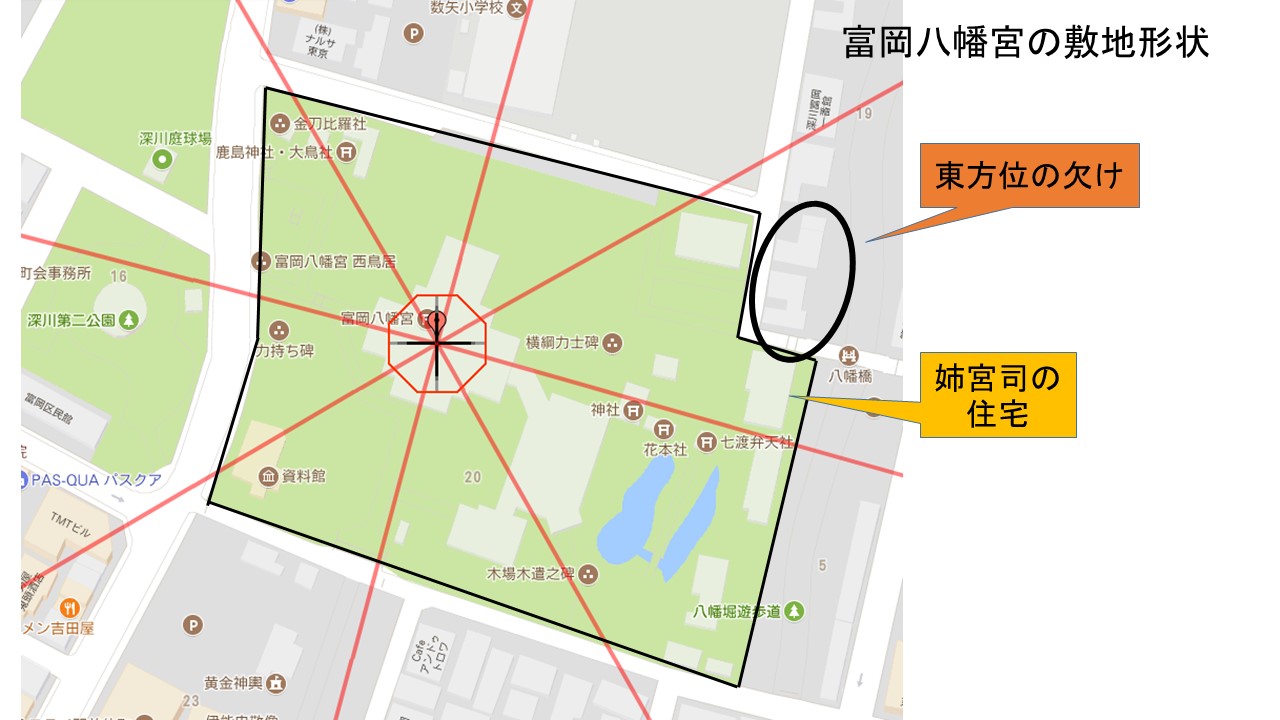 富岡八幡宮の敷地形状
東方位の欠け
姉宮司の
住宅
数矢小学校
(株)
ナルサ
東京
P
19
金刀比羅社
深川庭球場
鹿島神社・大鳥社
富岡八幡宮 西鳥居
町会事務所
16
深川第二公園
富岡八幡宮
力持ち碑
横綱力士碑
八幡橋
富岡区民館
神社
花本社
七渡弁天社
院
PAS-QUA パスクア
資料館
20
TMTビル
木場木遣之碑
5
八幡堀遊歩道
メン吉田屋
P
Cafe
アンドゥ
トロワ
黄金神輿
23